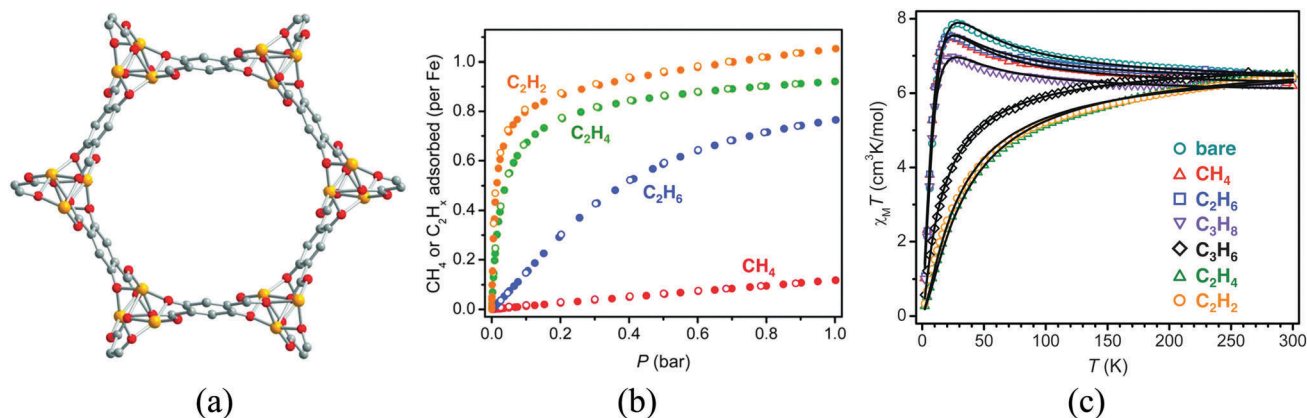 CH₄ or C₂Hₓ adsorbed (per Fe)
1.0
0.8
0.6
0.4
0.2
0.0
C₂H₂
C₂H₄
C₂H₆
CH₄
0.0 0.2 0.4 0.6 0.8 1.0
P (bar)
χ_M T (cm³K/mol)
8
6
4
2
0
bare
CH₄
C₂H₆
C₃H₈
C₃H₆
C₂H₄
C₂H₂
0 50 100 150 200 250 300
T (K)
(a) (b) (c)